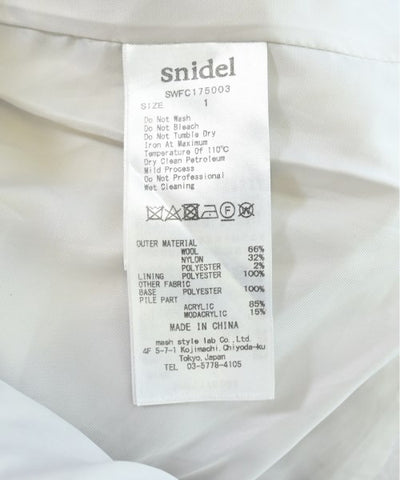 snidel
SWFC175003
SIZE 1
Do Not Wash
Do Not Bleach
Do Not Tumble Dry
Iron At Maximum
Temperature Of 110℃
Dry Clean Petroleum
Mild Process
Do Not Professional
Wet Cleaning
OUTER MATERIAL
WOOL 66%
NYLON 32%
POLYESTER 2%
LINING POLYESTER 100%
OTHER FABRIC
BASE POLYESTER 100%
PILE PART
ACRYLIC 85%
MODACRYLIC 15%
MADE IN CHINA
mash style lab Co., Ltd.
4F 5-7-1 Kojimachi, Chiyoda-ku
Tokyo, Japan
TEL 03-5778-4105